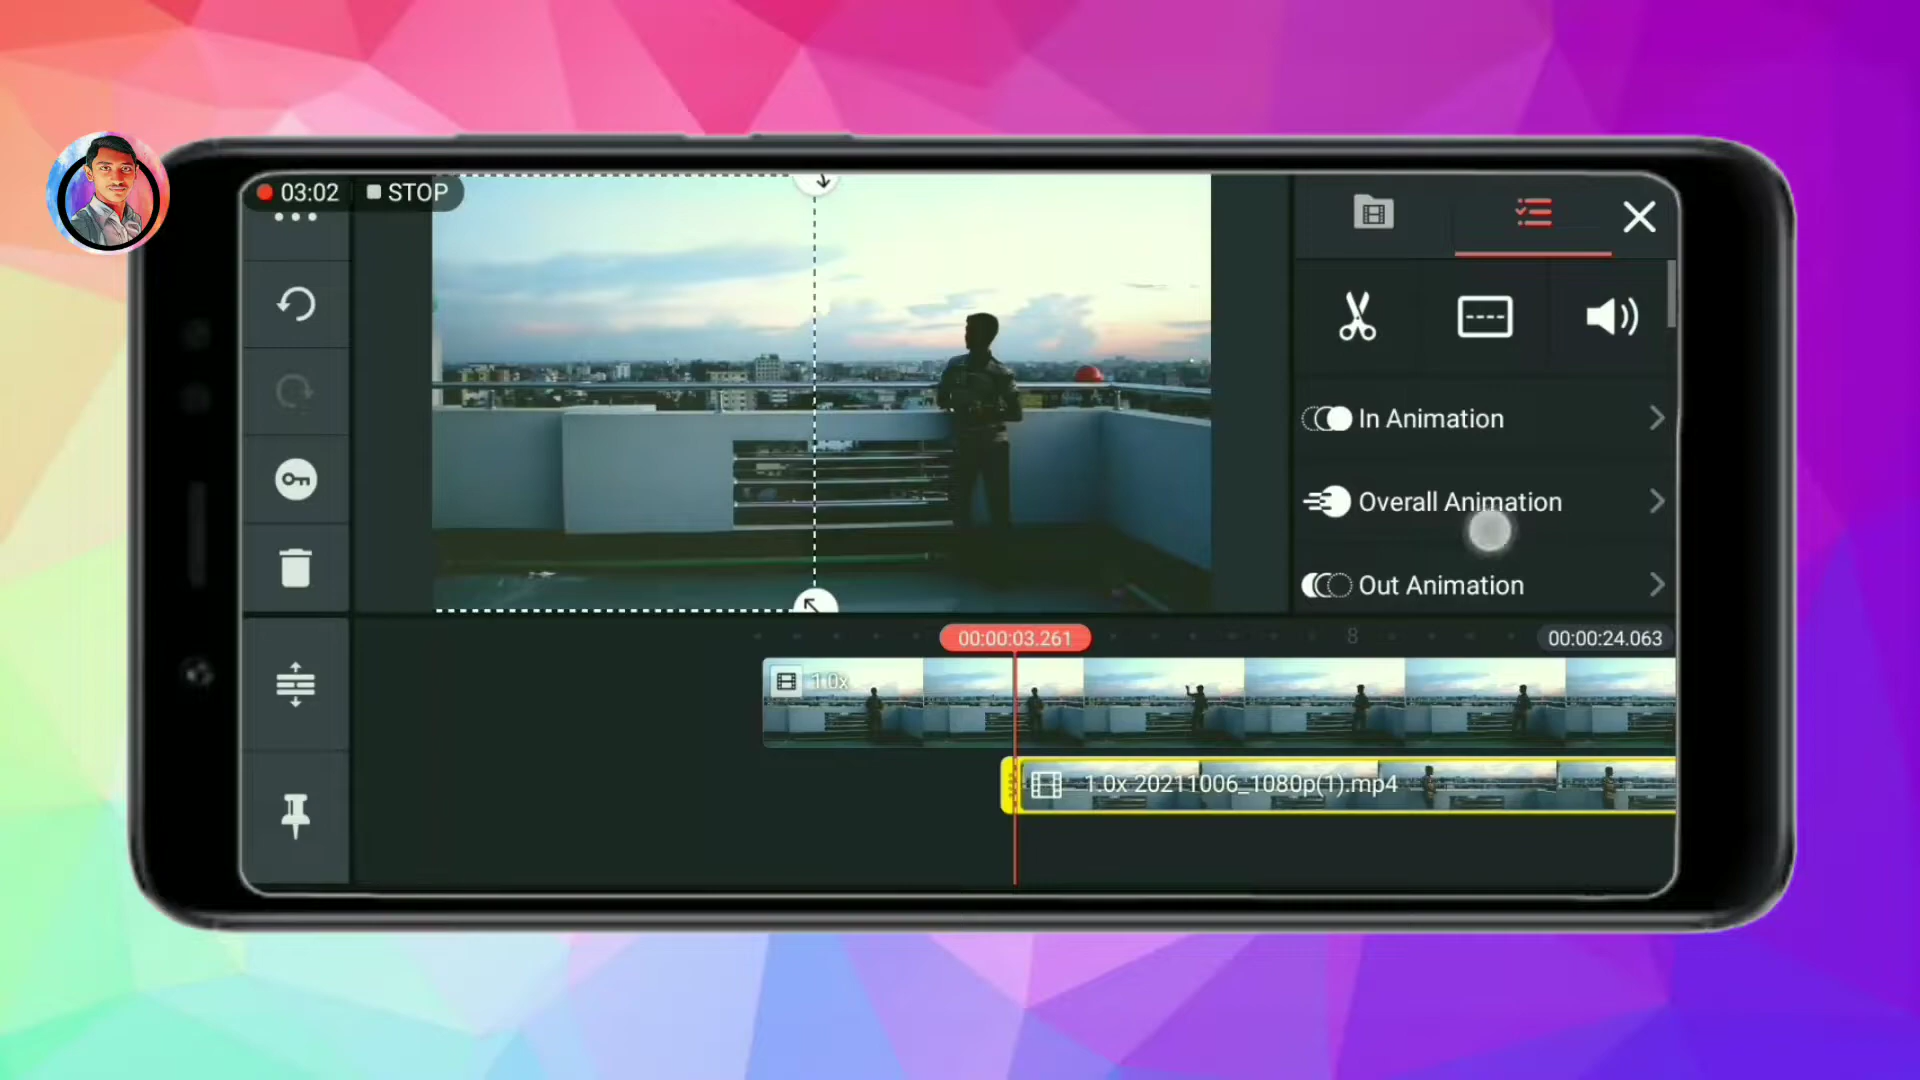 03:02 STOP
In Animation
Overall Animation
Out Animation
00:00:03.261
8
00:00:24.063
1.0x
1.0x 20211006_1080p(1).mp4